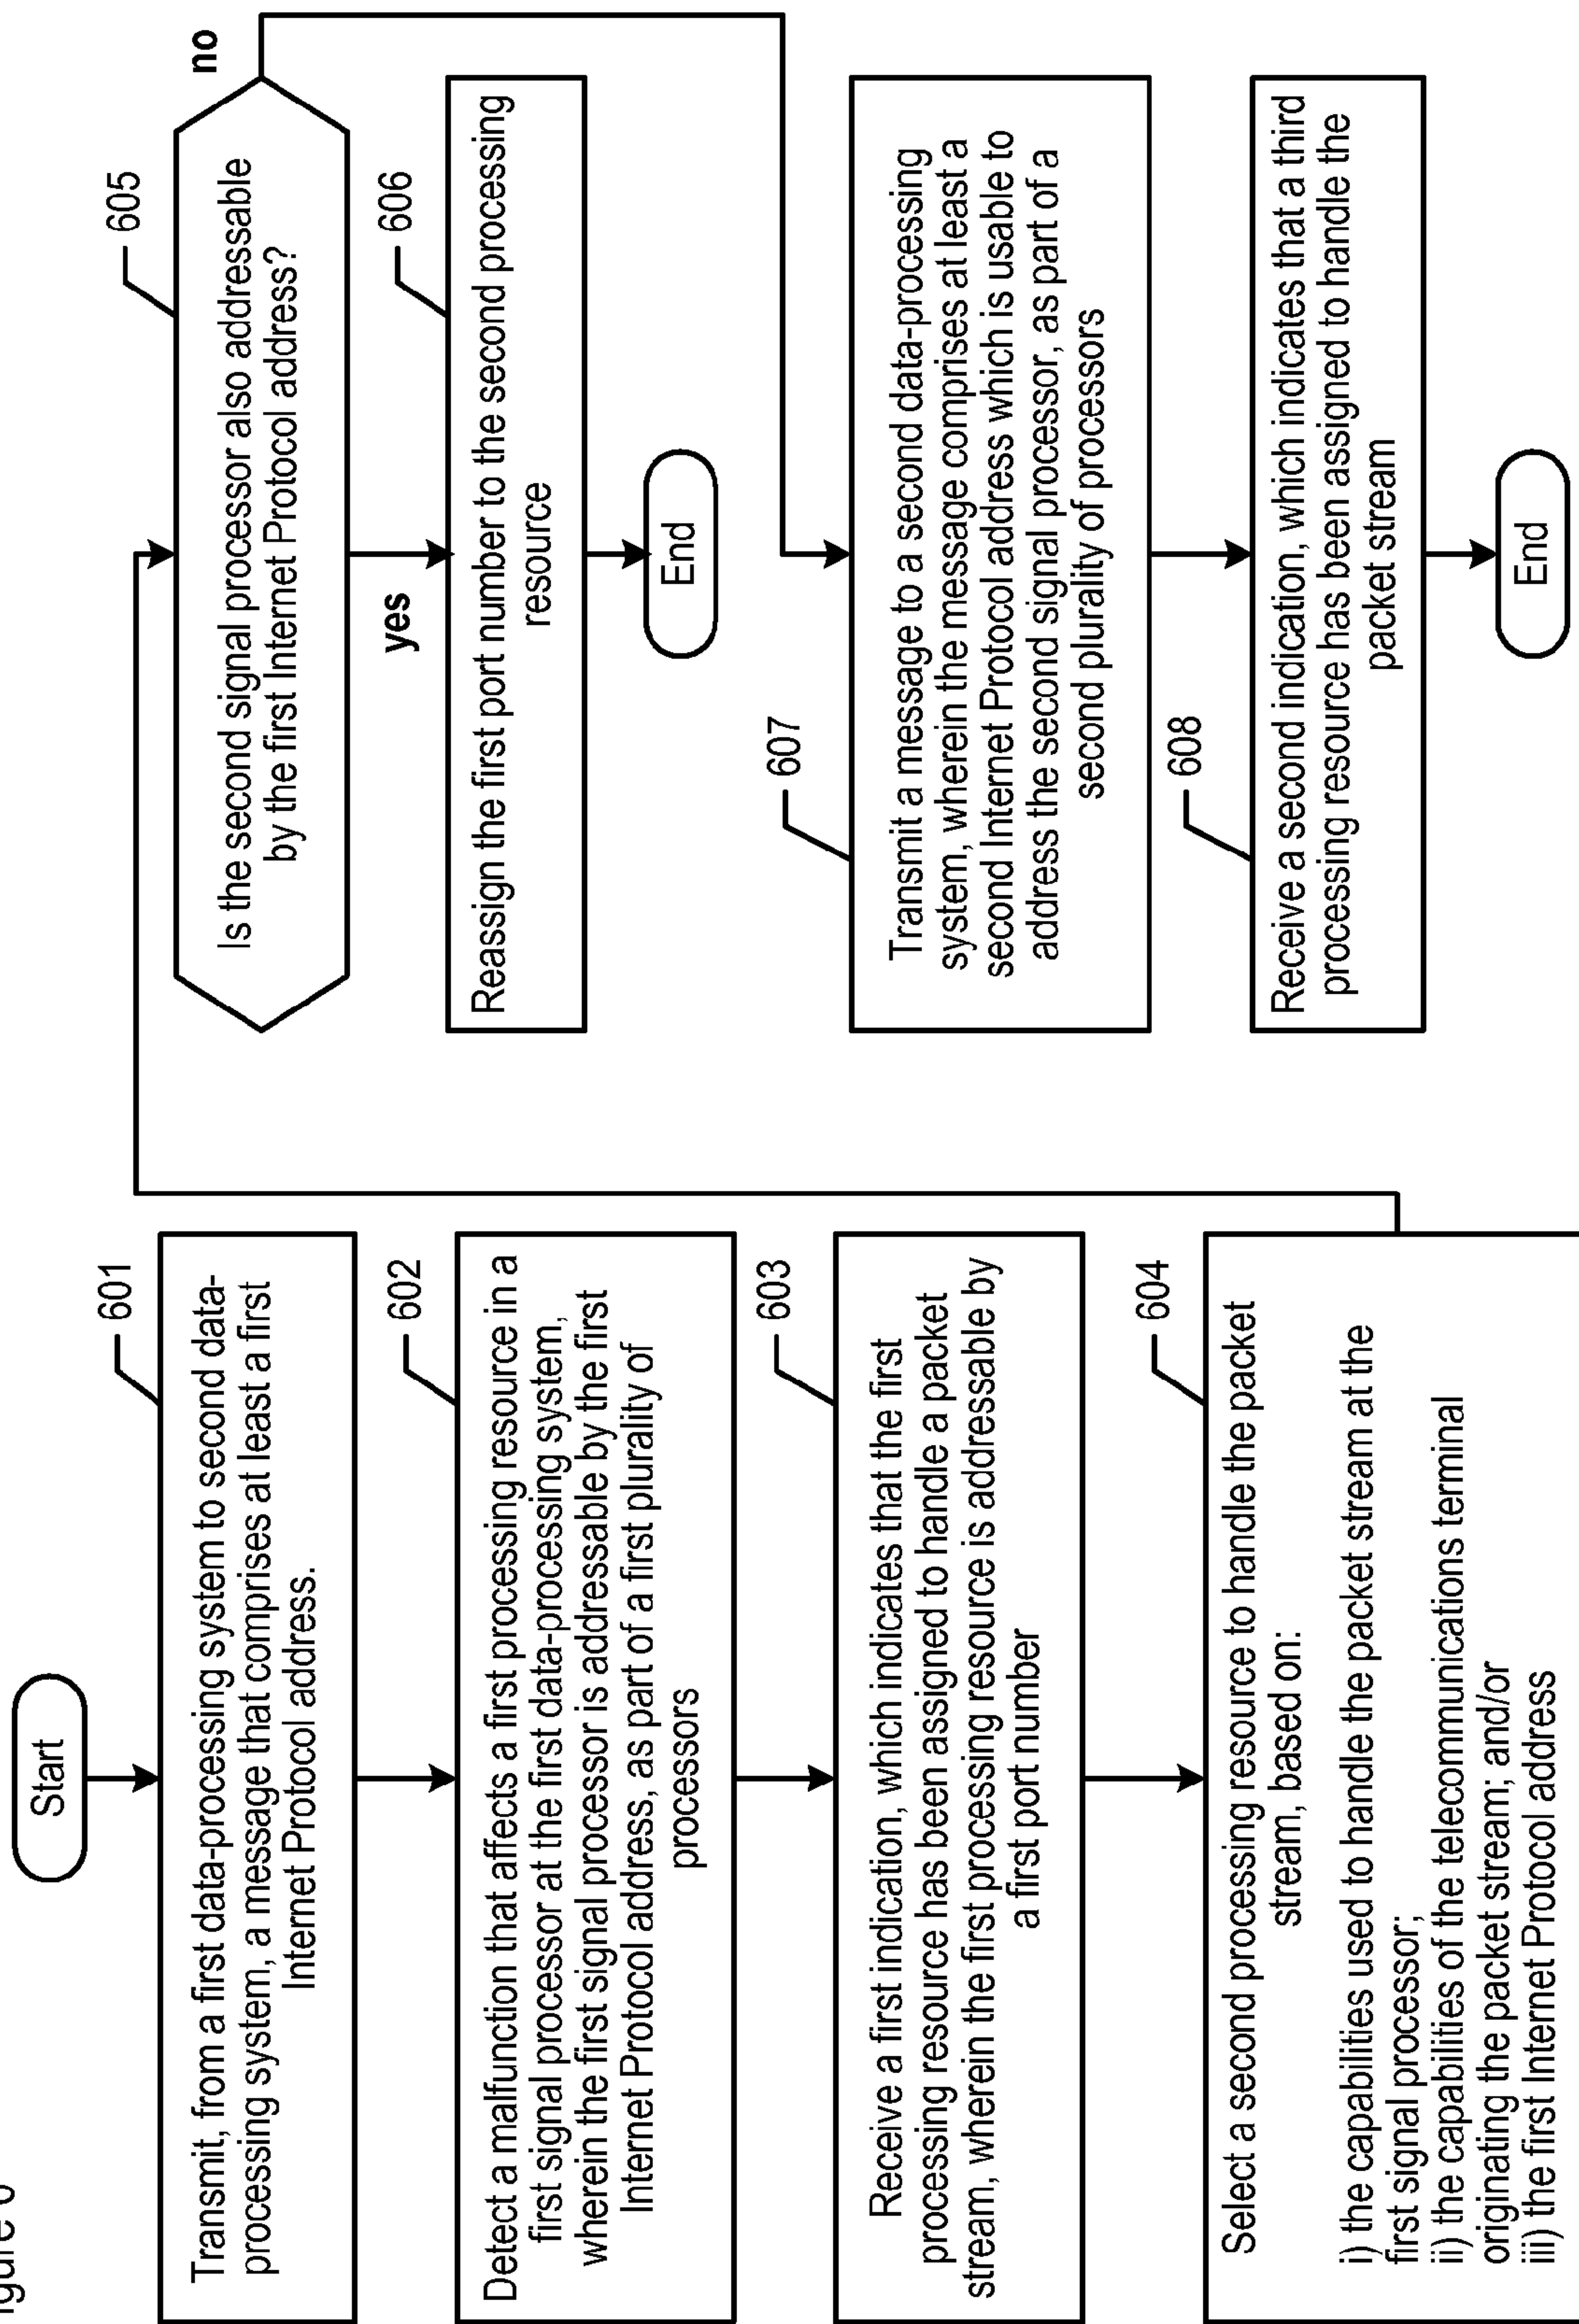 Start
601
Transmit, from a first data-process system to second data-
processing system, a message that comprises at least a first
Internet Protocol address.
602
Detect a malfunction that affects a first processing resource in a
first signal processor at the first data-processing system,
wherein the first signal processor is addressable by the first
Internet Protocol address, as part of a first plurality of
processors
603
Receive a first indication, which indicates that the first
processing resource has been assigned to handle a packet
stream, wherein the first processing resource is addressable by
a first port number
604
Select a second processing resource to handle the packet
stream, based on:
i) the capabilities used to handle the packet stream at the
first signal processor;
ii) the capabilities of the telecommunications terminal
originating the packet stream; and/or
iii) the first Internet Protocol address
605
Is the second signal processor also addressable
by the first Internet Protocol address?
no
yes
606
Reassign the first port number to the second processing
resource
End
607
Transmit a message to a second data-processing
system, wherein the message comprises at least a
second Internet Protocol address which is usable to
address the second signal processor, as part of a
second plurality of processors
608
Receive a second indication, which indicates that a third
processing resource has been assigned to handle the
packet stream
End